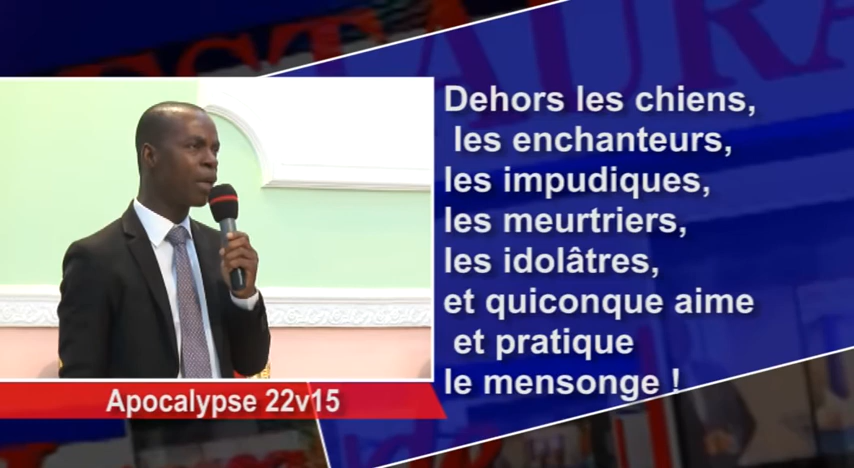 Dehors les chiens,
les enchanteurs,
les impudiques,
les meurtriers,
les idolâtres,
et quiconque aime
et pratique
le mensonge !
Apocalypse 22v15